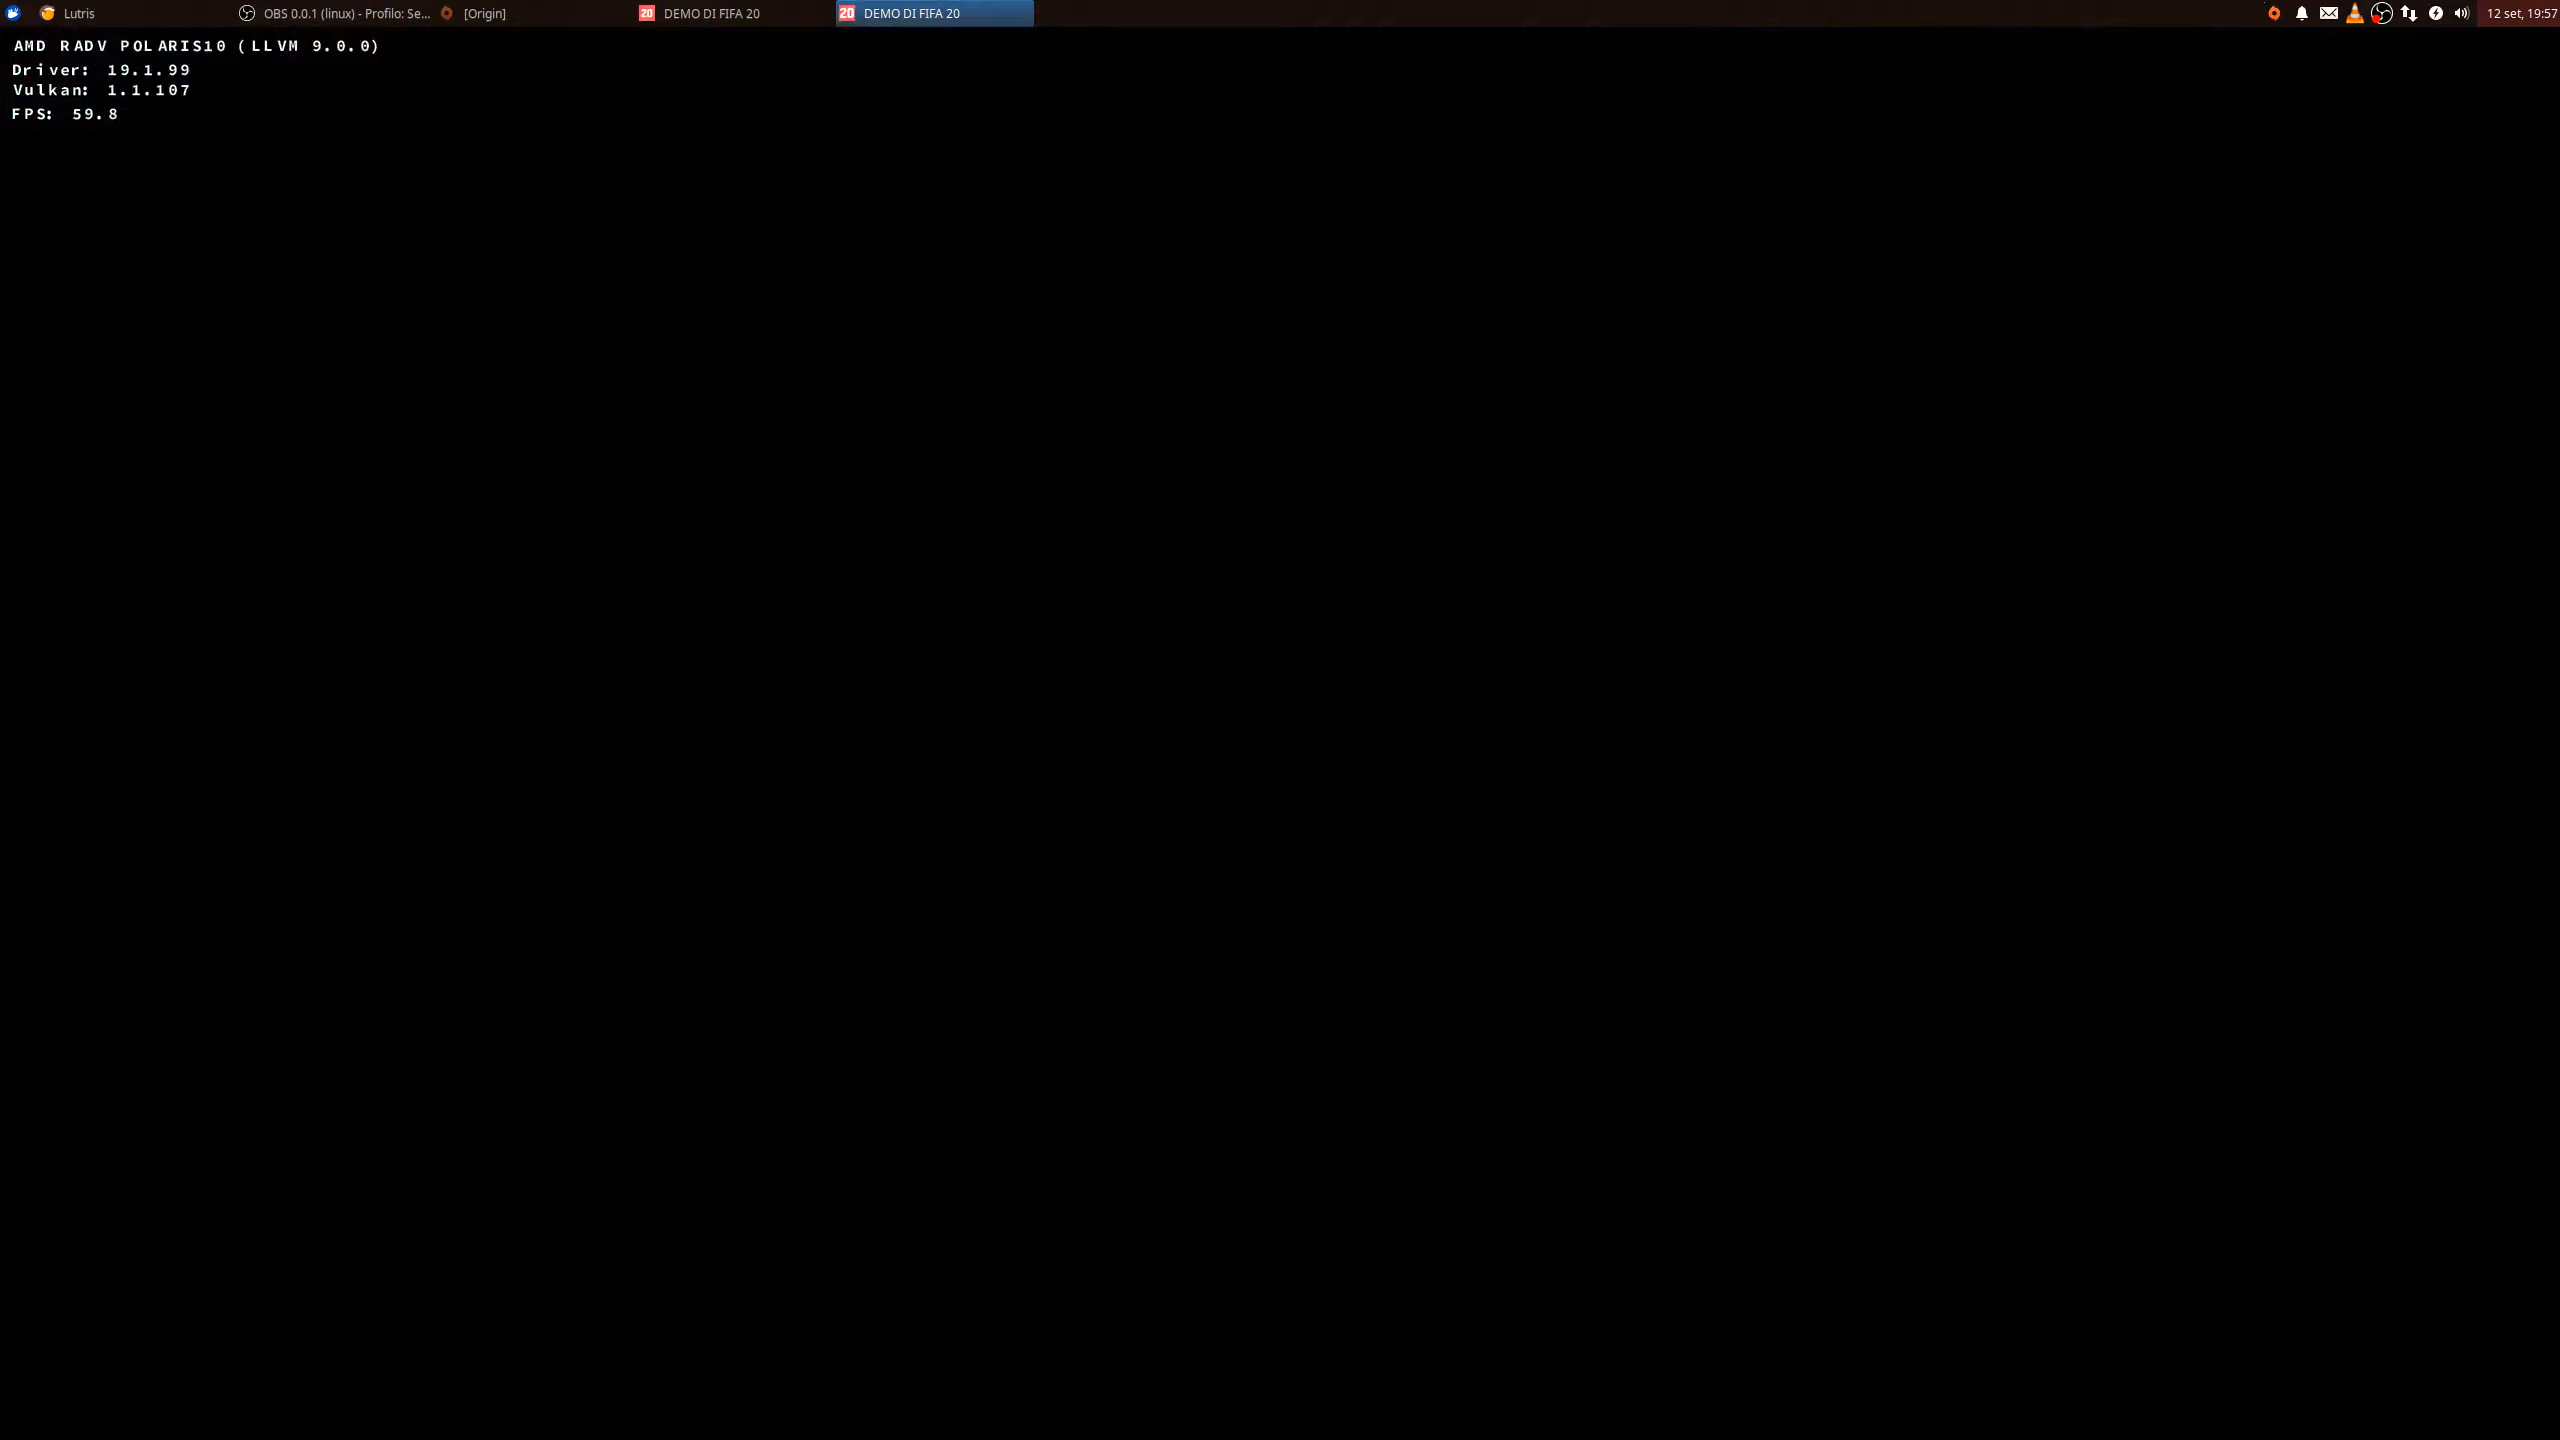 Lutris
OBS 0.0.1 (linux) - Profilo: Se...
[Origin]
20 DEMO DI FIFA 20
20 DEMO DI FIFA 20
12 set, 19:57
AMD RADV POLARIS10 (LLVM 9.0.0)
Driver: 19.1.99
Vulkan: 1.1.107
FPS: 59.8